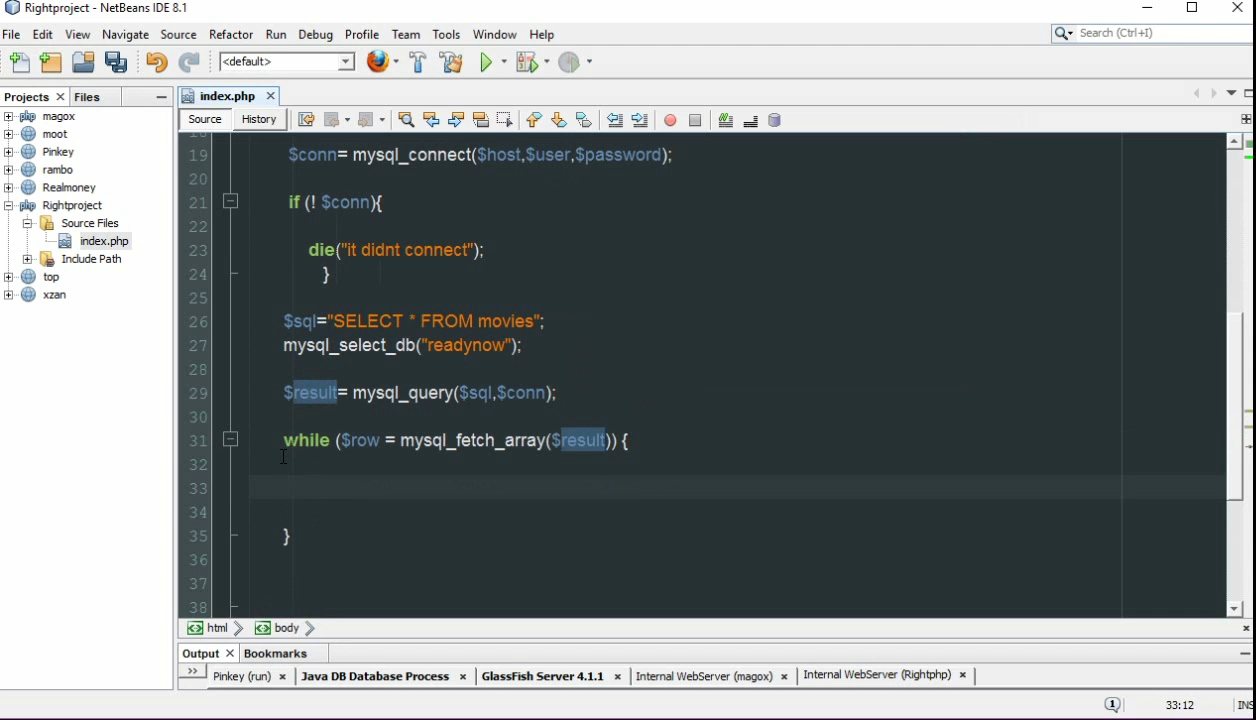 Rightproject - NetBeans IDE 8.1
File Edit View Navigate Source Refactor Run Debug Profile Team Tools Window Help
Search (Ctrl+I)
<default>
Projects Files
index.php
Source History
magox
moot
Pinkey
rambo
Realmoney
Rightproject
Source Files
index.php
Include Path
top
xzan
19 $conn= mysql_connect($host,$user,$password);
20
21 if (! $conn){
22
23 die("it didnt connect");
24 }
25
26 $sql="SELECT * FROM movies";
27 mysql_select_db("readynow");
28
29 $result= mysql_query($sql,$conn);
30
31 while ($row = mysql_fetch_array($result)) {
32
33
34
35 }
36
37
38
html body
Output Bookmarks
Pinkey (run) Java DB Database Process GlassFish Server 4.1.1 Internal WebServer (magox) Internal WebServer (Rightphp)
1 33:12 INS